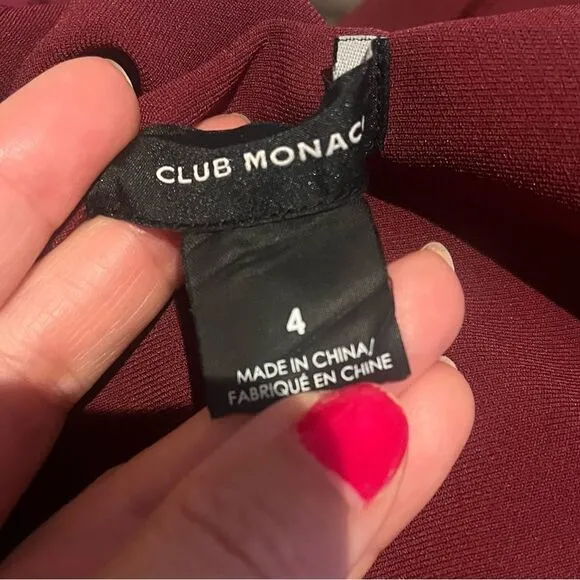 CLUB MONAC
4
MADE IN CHINA/
FABRIQUÉ EN CHINE